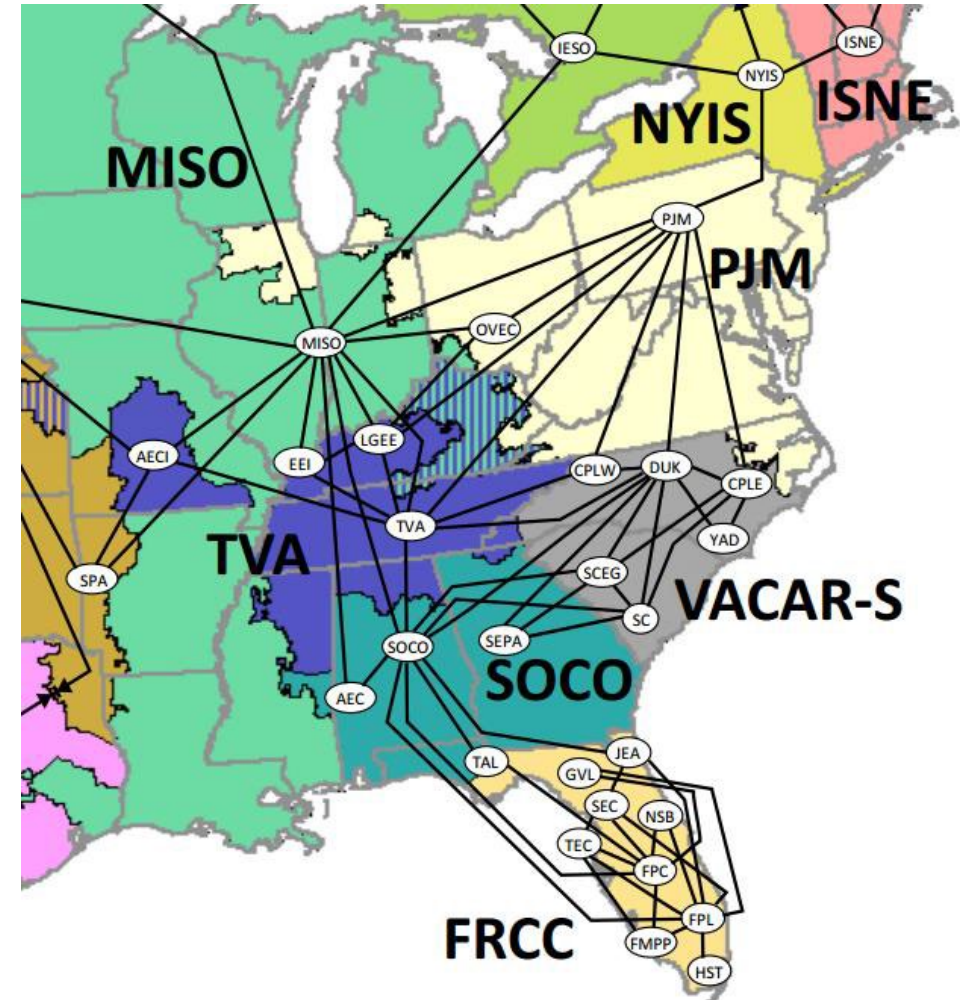 ISNE
IESO
NYIS
ISNE
NYIS
MISO
PJM
PJM
OVEC
MISO
LGEE
AECI
EEI
CPLW
DUK
CPLE
TVA
YAD
TVA
SCEG
SPA
VACAR-S
SC
SEPA
SOCO
SOCO
AEC
JEA
TAL
GVL
SEC
NSB
TEC
FPC
FPL
FRCC
FMPP
HST